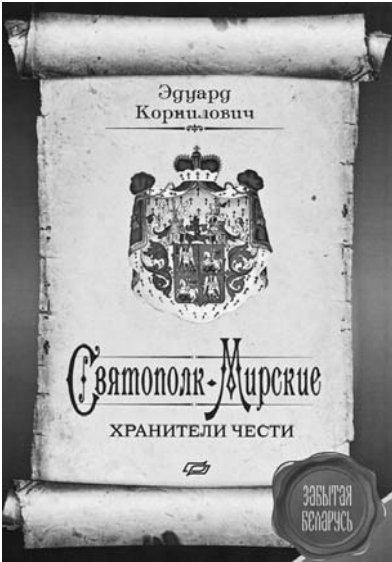 Эдуард
Корнилович
Святополк-Мирские
ХРАНИТЕЛИ ЧЕСТИ
ЗАБЫТАЯ
БЕЛАРУСЬ